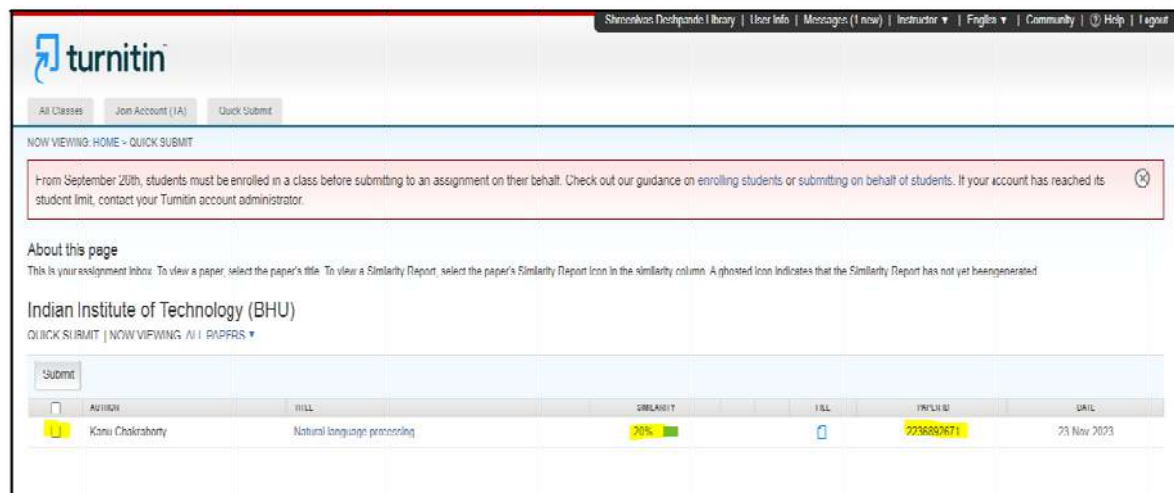 Shreenivas Deshpande Library | User Info | Messages (1 new) | Instructor ▼ | English ▼ | Community | ? Help | Logout
turnitin
All Classes Join Account (TA) Quick Submit
NOW VIEWING: HOME > QUICK SUBMIT
From September 20th, students must be enrolled in a class before submitting to an assignment on their behalf. Check out our guidance on enrolling students or submitting on behalf of students. If your account has reached its
student limit, contact your Turnitin account administrator.
About this page
This is your assignment inbox. To view a paper, select the paper's title. To view a Similarity Report, select the paper's Similarity Report icon in the similarity column. A ghosted icon indicates that the Similarity Report has not yet beengenerated
Indian Institute of Technology (BHU)
QUICK SUBMIT | NOW VIEWING: ALL PAPERS ▼
Submit
AUTHOR TITLE SIMILARITY FILE PAPER ID DATE
Kanu Chakraborty Natural language processing 20% 2236892671 23 Nov 2023